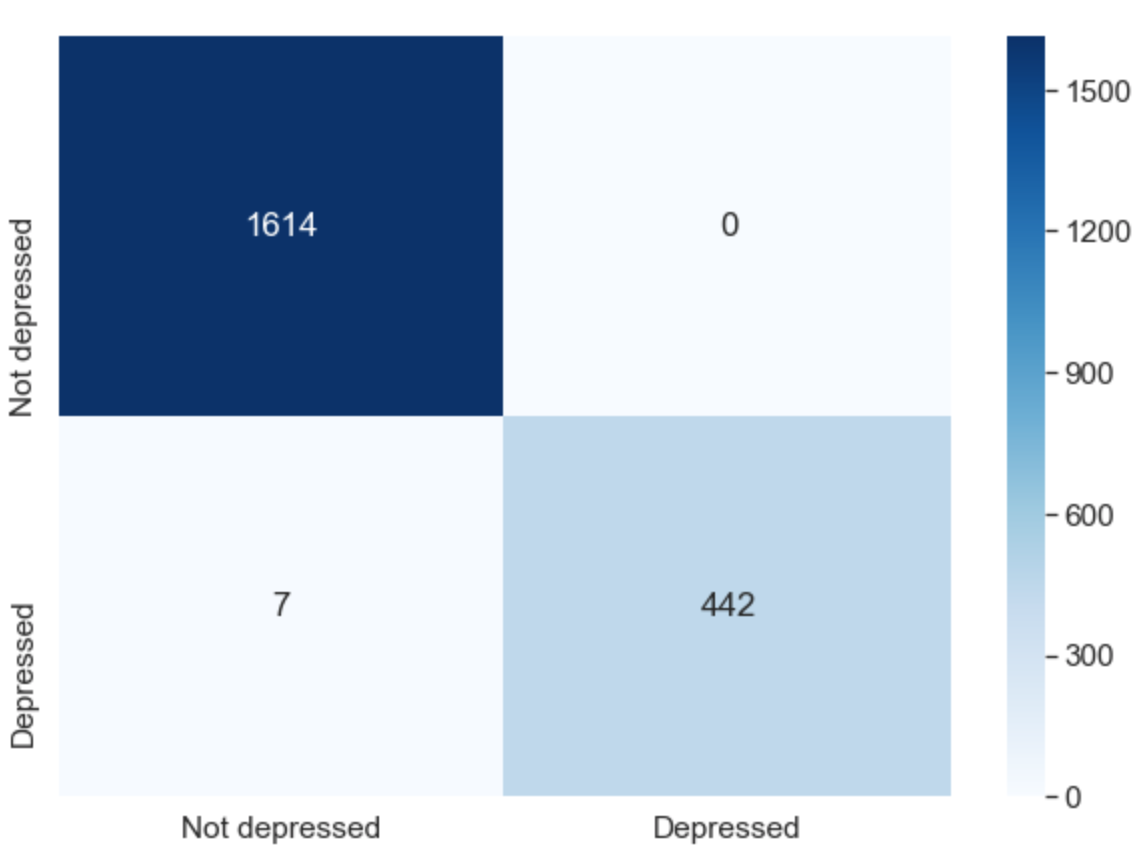 1614
0
7
442
Not depressed
Depressed
Not depressed
Depressed
1500
1200
900
600
300
0